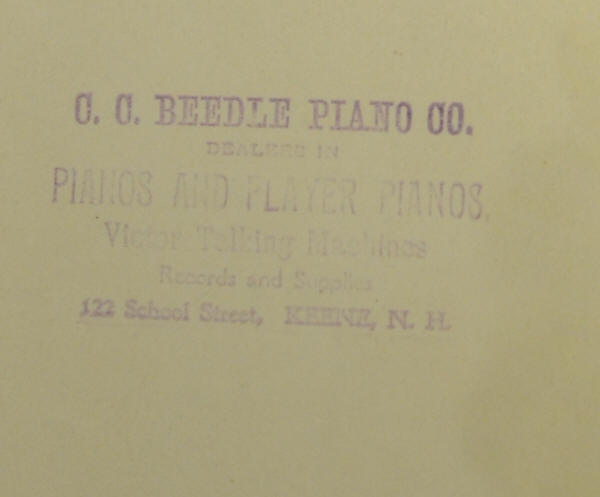 C. C. BEEDLE PIANO CO.
DEALERS IN
PIANOS AND PLAYER PIANOS,
Victor Talking Machines
Records and Supplies
122 School Street, KEENE, N. H.